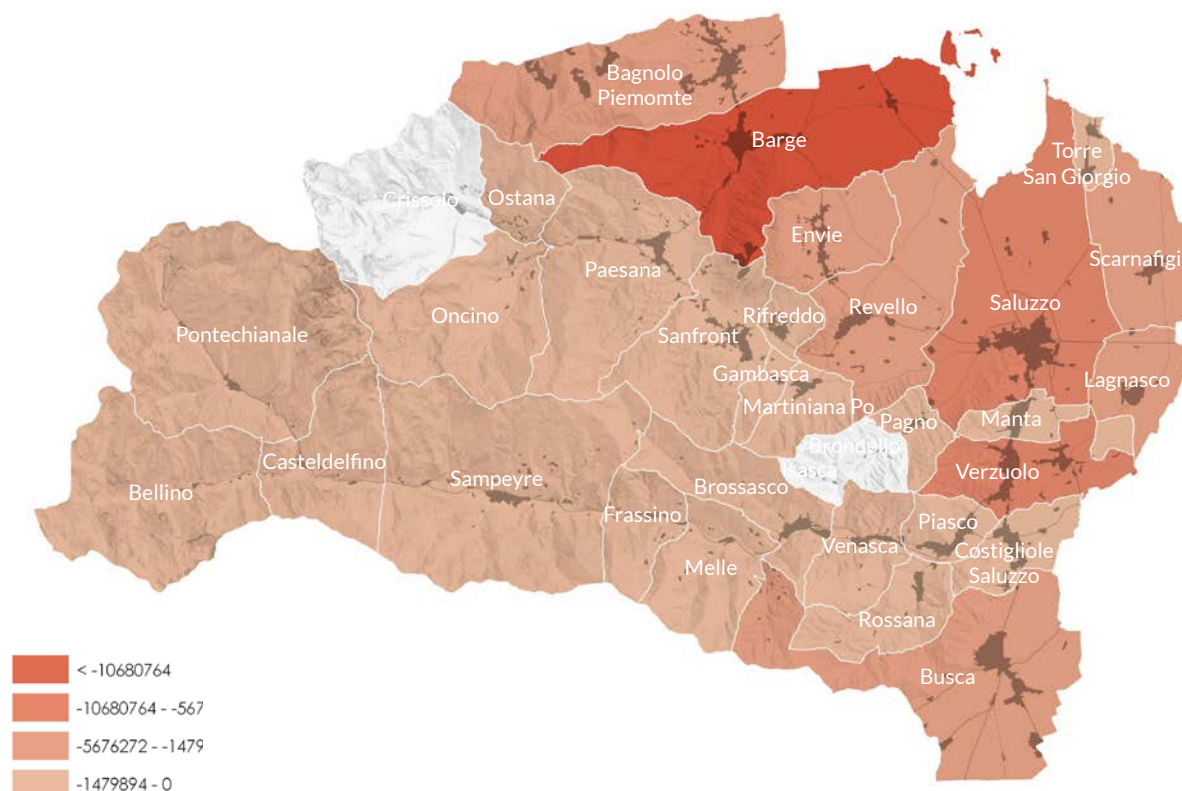 Bagnolo
Piemomte
Barge
Torre
San Giorgio
Crissolo
Ostana
Envie
Scarnafigi
Paesana
Saluzzo
Revello
Rifreddo
Oncino
Pontechianale
Sanfront
Gambasca
Lagnasco
Martiniana Po
Manta
Pagno
Brondello
Isasca
Casteldelfino
Verzuolo
Sampeyre
Brossasco
Bellino
Frassino
Piasco
Venasca
Costigliole
Saluzzo
Melle
Rossana
Busca
< -10680764
-10680764 - -567
-5676272 - -1479
-1479894 - 0